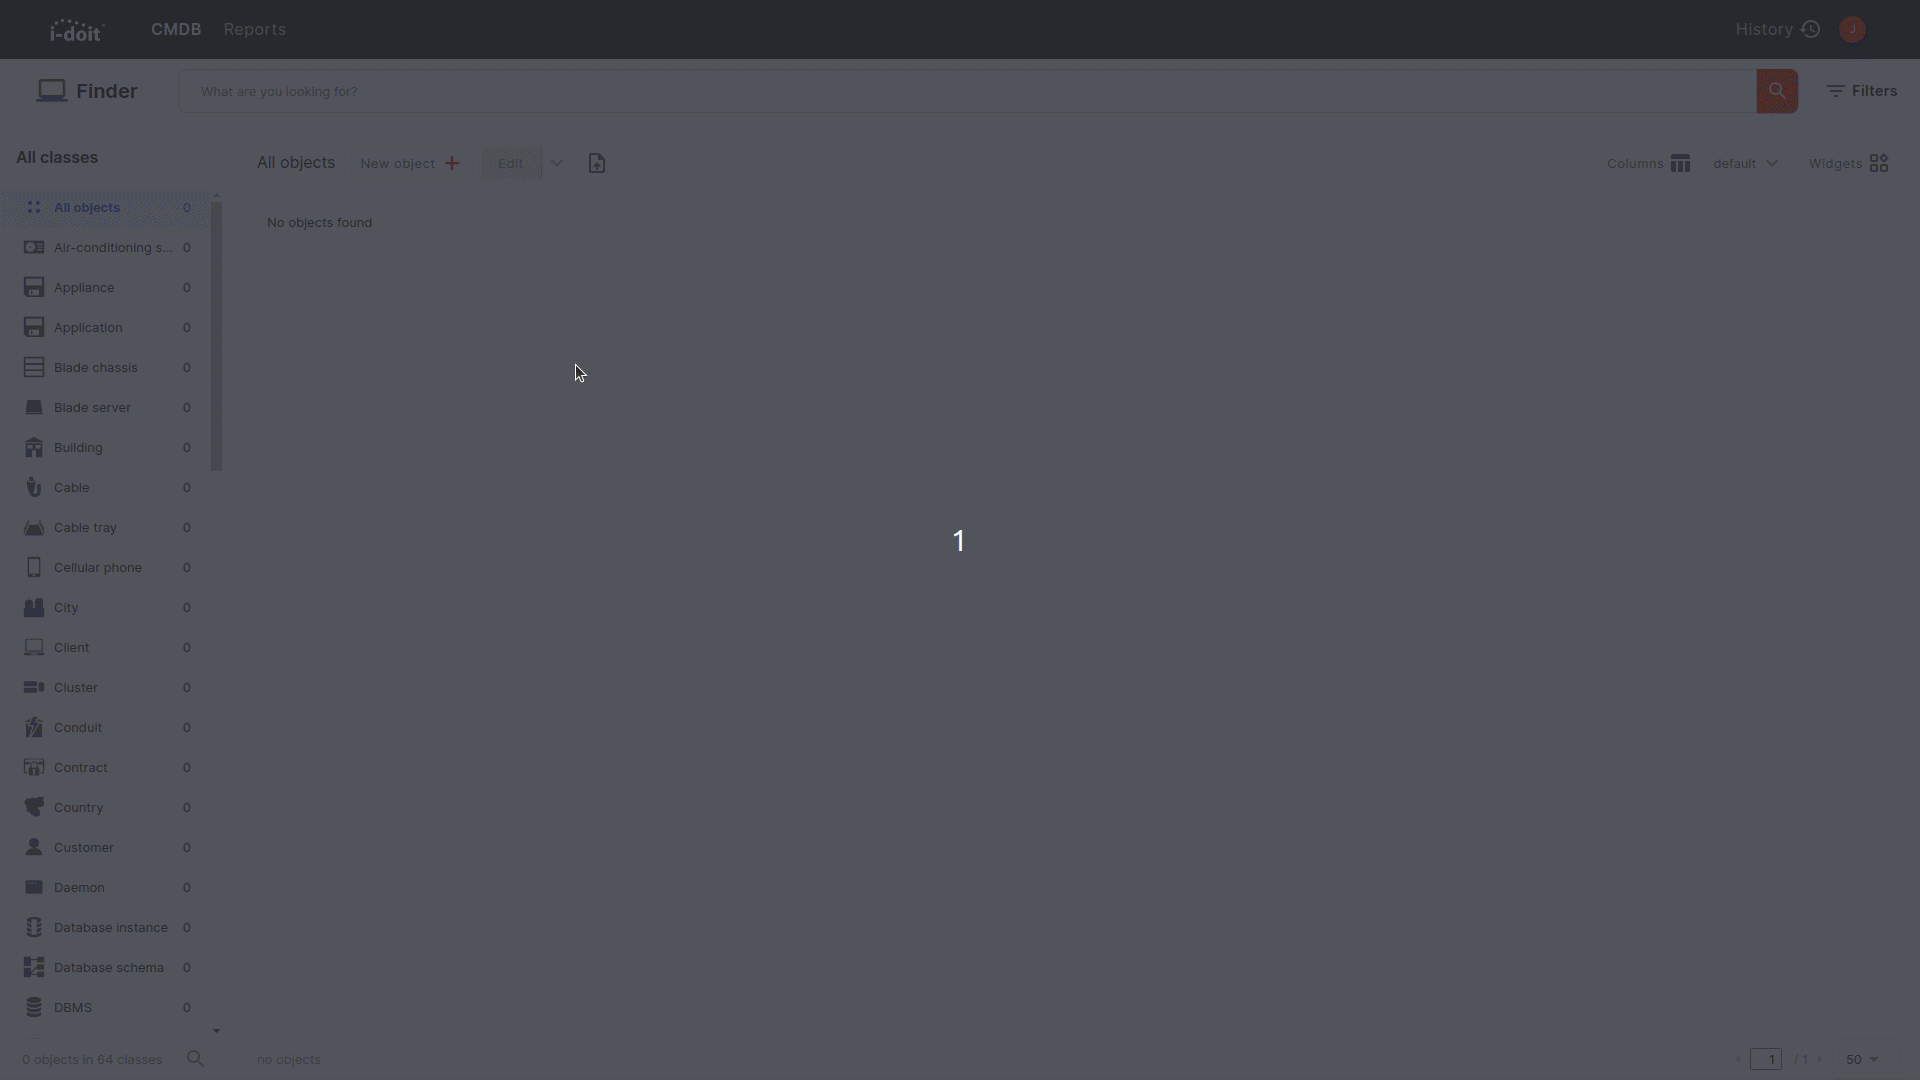 i-doit
CMDB
Reports
History
J
Finder
What are you looking for?
Filters
All classes
All objects
New object
Edit
Columns
default
Widgets
All objects 0
Air-conditioning s... 0
Appliance 0
Application 0
Blade chassis 0
Blade server 0
Building 0
Cable 0
Cable tray 0
Cellular phone 0
City 0
Client 0
Cluster 0
Conduit 0
Contract 0
Country 0
Customer 0
Daemon 0
Database instance 0
Database schema 0
DBMS 0
No objects found
1
0 objects in 64 classes
no objects
1 / 1
50